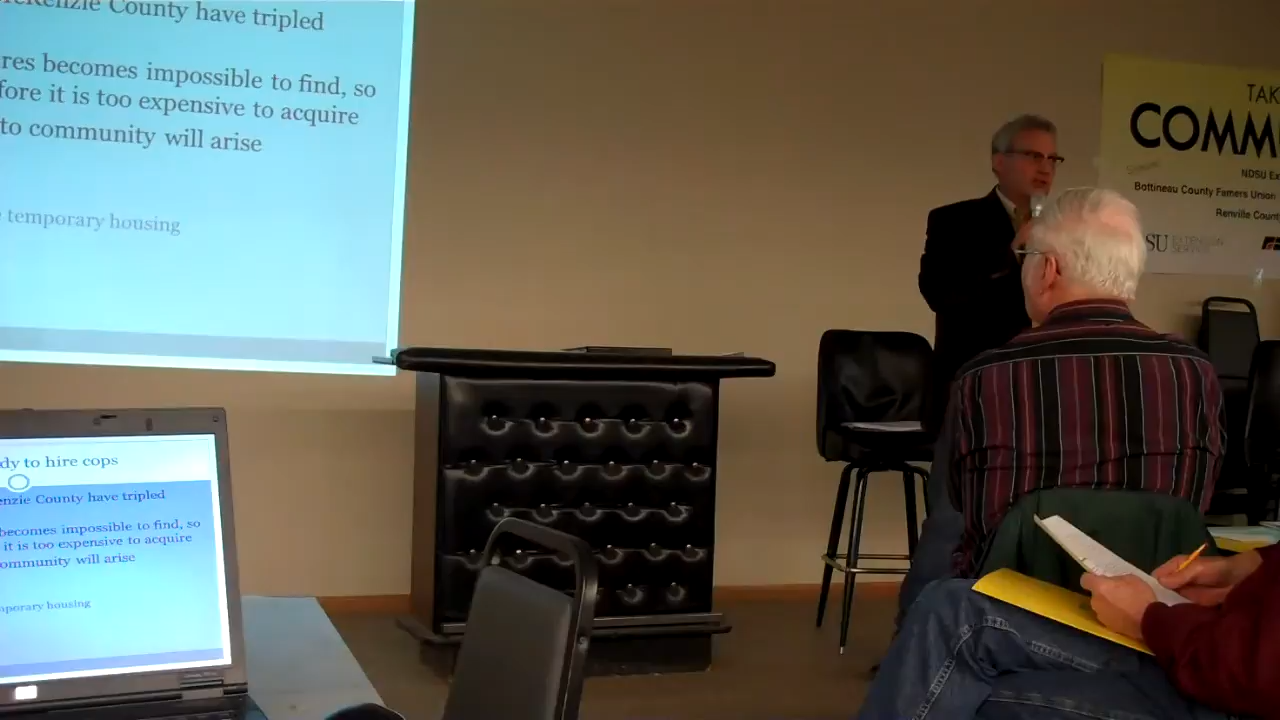 County have tripled
res becomes impossible to find, so
fore it is too expensive to acquire
to community will arise
temporary housing
dy to hire cops
enzie County have tripled
becomes impossible to find, so
it is too expensive to acquire
ommunity will arise
mporary housing
TAK
COMM
NDSU Ex
Bottineau County Famers Union
Renville Count
SU EXTENSION
SERVICE